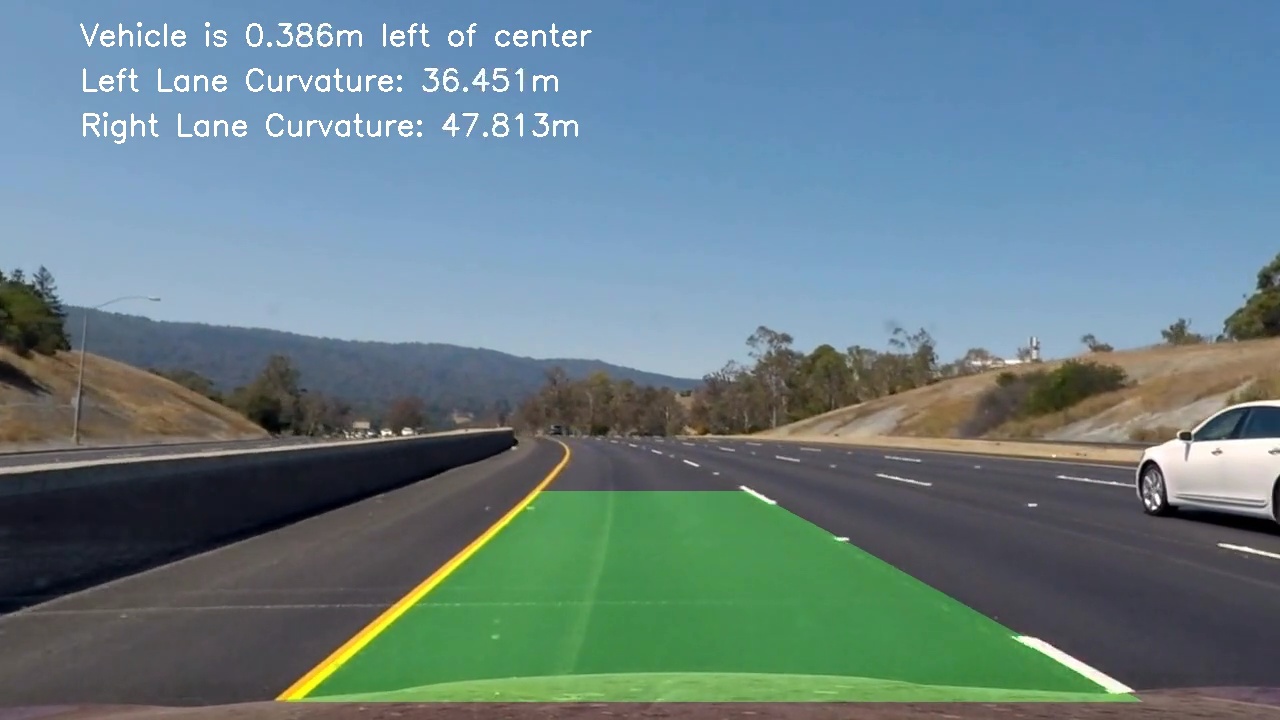 Vehicle is 0.386m left of center
Left Lane Curvature: 36.451m
Right Lane Curvature: 47.813m